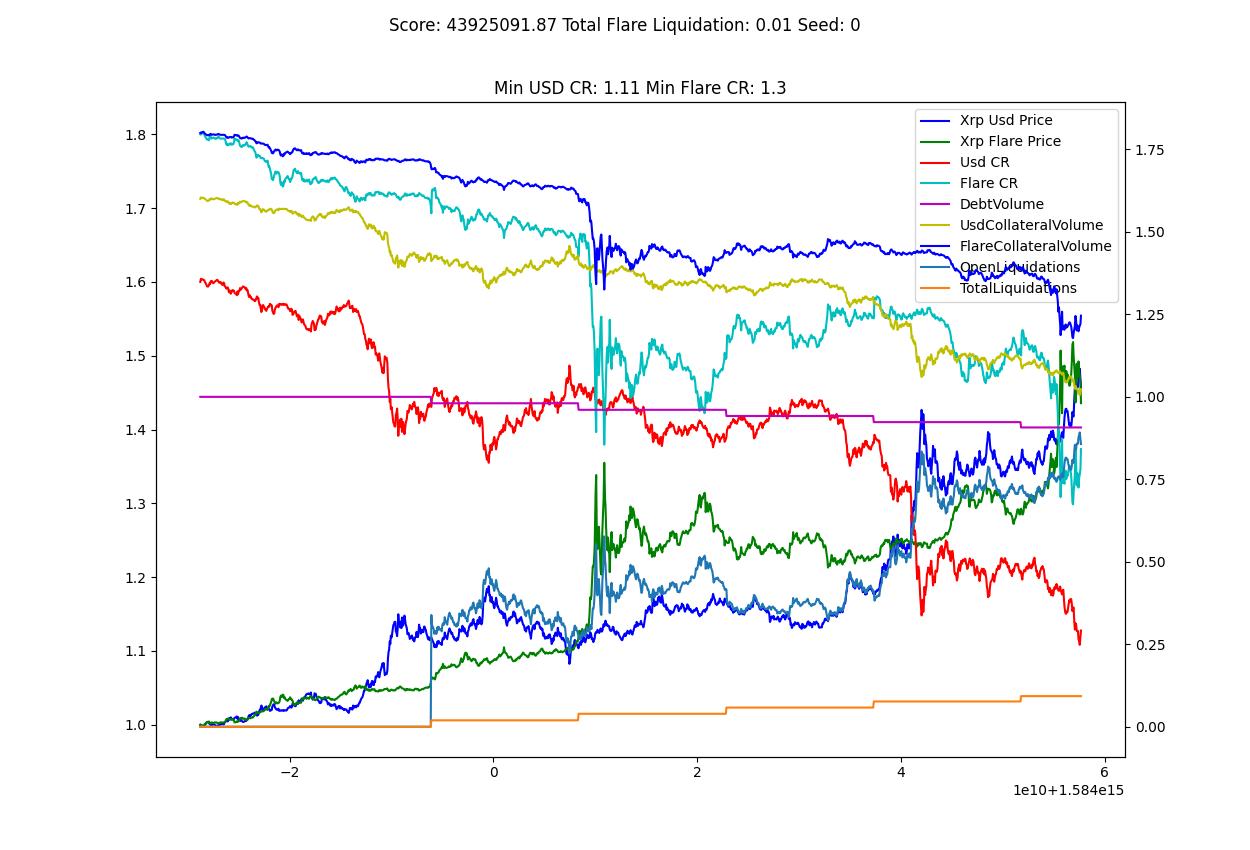 Score: 43925091.87 Total Flare Liquidation: 0.01 Seed: 0
Min USD CR: 1.11 Min Flare CR: 1.3
1.8
1.7
1.6
1.5
1.4
1.3
1.2
1.1
1.0
Xrp Usd Price
Xrp Flare Price
Usd CR
Flare CR
DebtVolume
UsdCollateralVolume
FlareCollateralVolume
OpenLiquidations
TotalLiquidations
1.75
1.50
1.25
1.00
0.75
0.50
0.25
0.00
−2 0 2 4 6
1e10+1.584e15